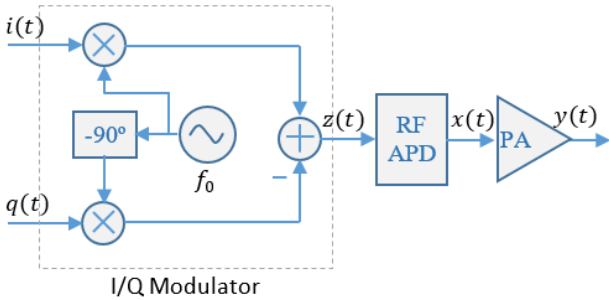 i(t)
-90º
f₀
q(t)
+
−
z(t)
RF
APD
x(t)
PA
y(t)
I/Q Modulator